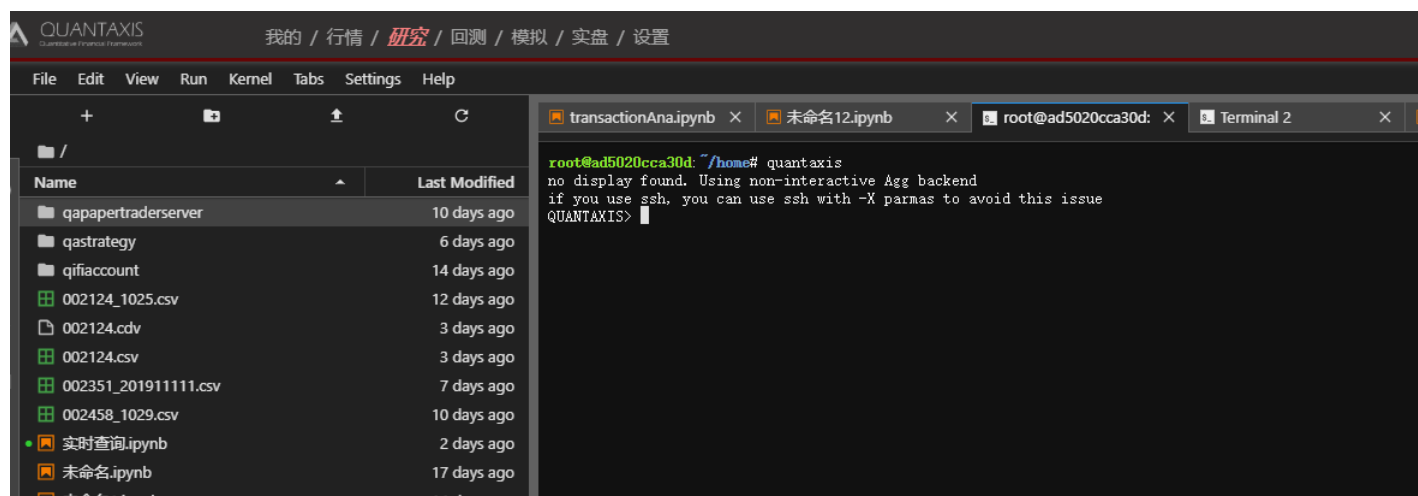 QUANTAXIS
Quantitative Financial Framework
我的 / 行情 / 研究 / 回测 / 模拟 / 实盘 / 设置
File Edit View Run Kernel Tabs Settings Help
transactionAna.ipynb
未命名12.ipynb
root@ad5020cca30d:
Terminal 2
/
Name Last Modified
qapapertraderserver 10 days ago
qastrategy 6 days ago
qifiaccount 14 days ago
002124_1025.csv 12 days ago
002124.cdv 3 days ago
002124.csv 3 days ago
002351_201911111.csv 7 days ago
002458_1029.csv 10 days ago
实时查询.ipynb 2 days ago
未命名.ipynb 17 days ago
root@ad5020cca30d:~/home# quantaxis
no display found. Using non-interactive Agg backend
if you use ssh, you can use ssh with -X parmas to avoid this issue
QUANTAXIS>